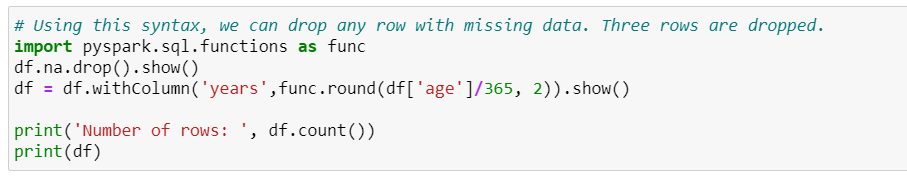 # Using this syntax, we can drop any row with missing data. Three rows are dropped.
import pyspark.sql.functions as func
df.na.drop().show()
df = df.withColumn('years',func.round(df['age']/365, 2)).show()
print('Number of rows: ', df.count())
print(df)